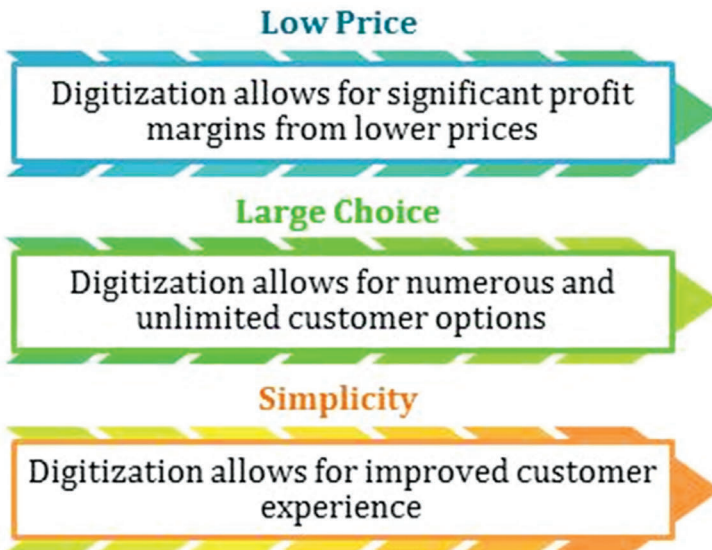 Low Price
Digitization allows for significant profit
margins from lower prices
Large Choice
Digitization allows for numerous and
unlimited customer options
Simplicity
Digitization allows for improved customer
experience